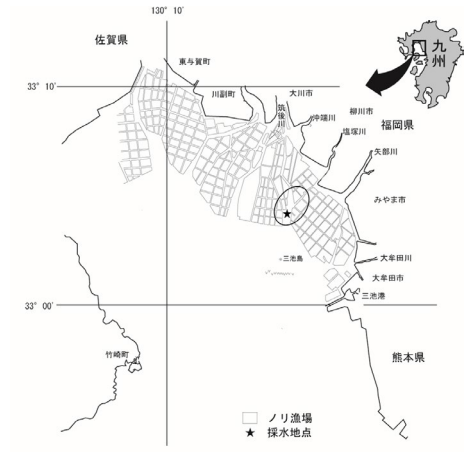 130° 10′
佐賀県
九州
東与賀町
33° 10′
川副町
大川市
筑後川
沖端川
柳川市
福岡県
塩塚川
矢部川
みやま市
三池島
大牟田川
大牟田市
三池港
33° 00′
竹崎町
熊本県
ノリ漁場
採水地点